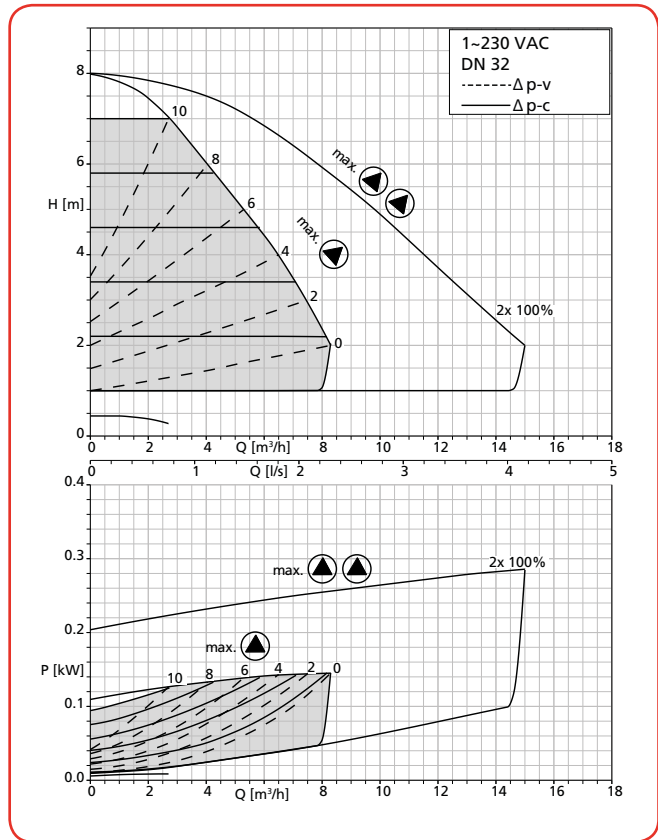 1~230 VAC
DN 32
Δ p-v
Δ p-c
8
6
H [m]
4
2
0
10
8
6
4
2
0
max.
max.
2x 100%
0 2 4 Q [m³/h] 8 10 12 14 16 18
0 1 Q [l/s] 2 3 4 5
0.4
0.3
0.2
P [kW]
0.1
0.0
max.
2x 100%
max.
10 8 6 4 2 0
0 2 4 Q [m³/h] 8 10 12 14 16 18